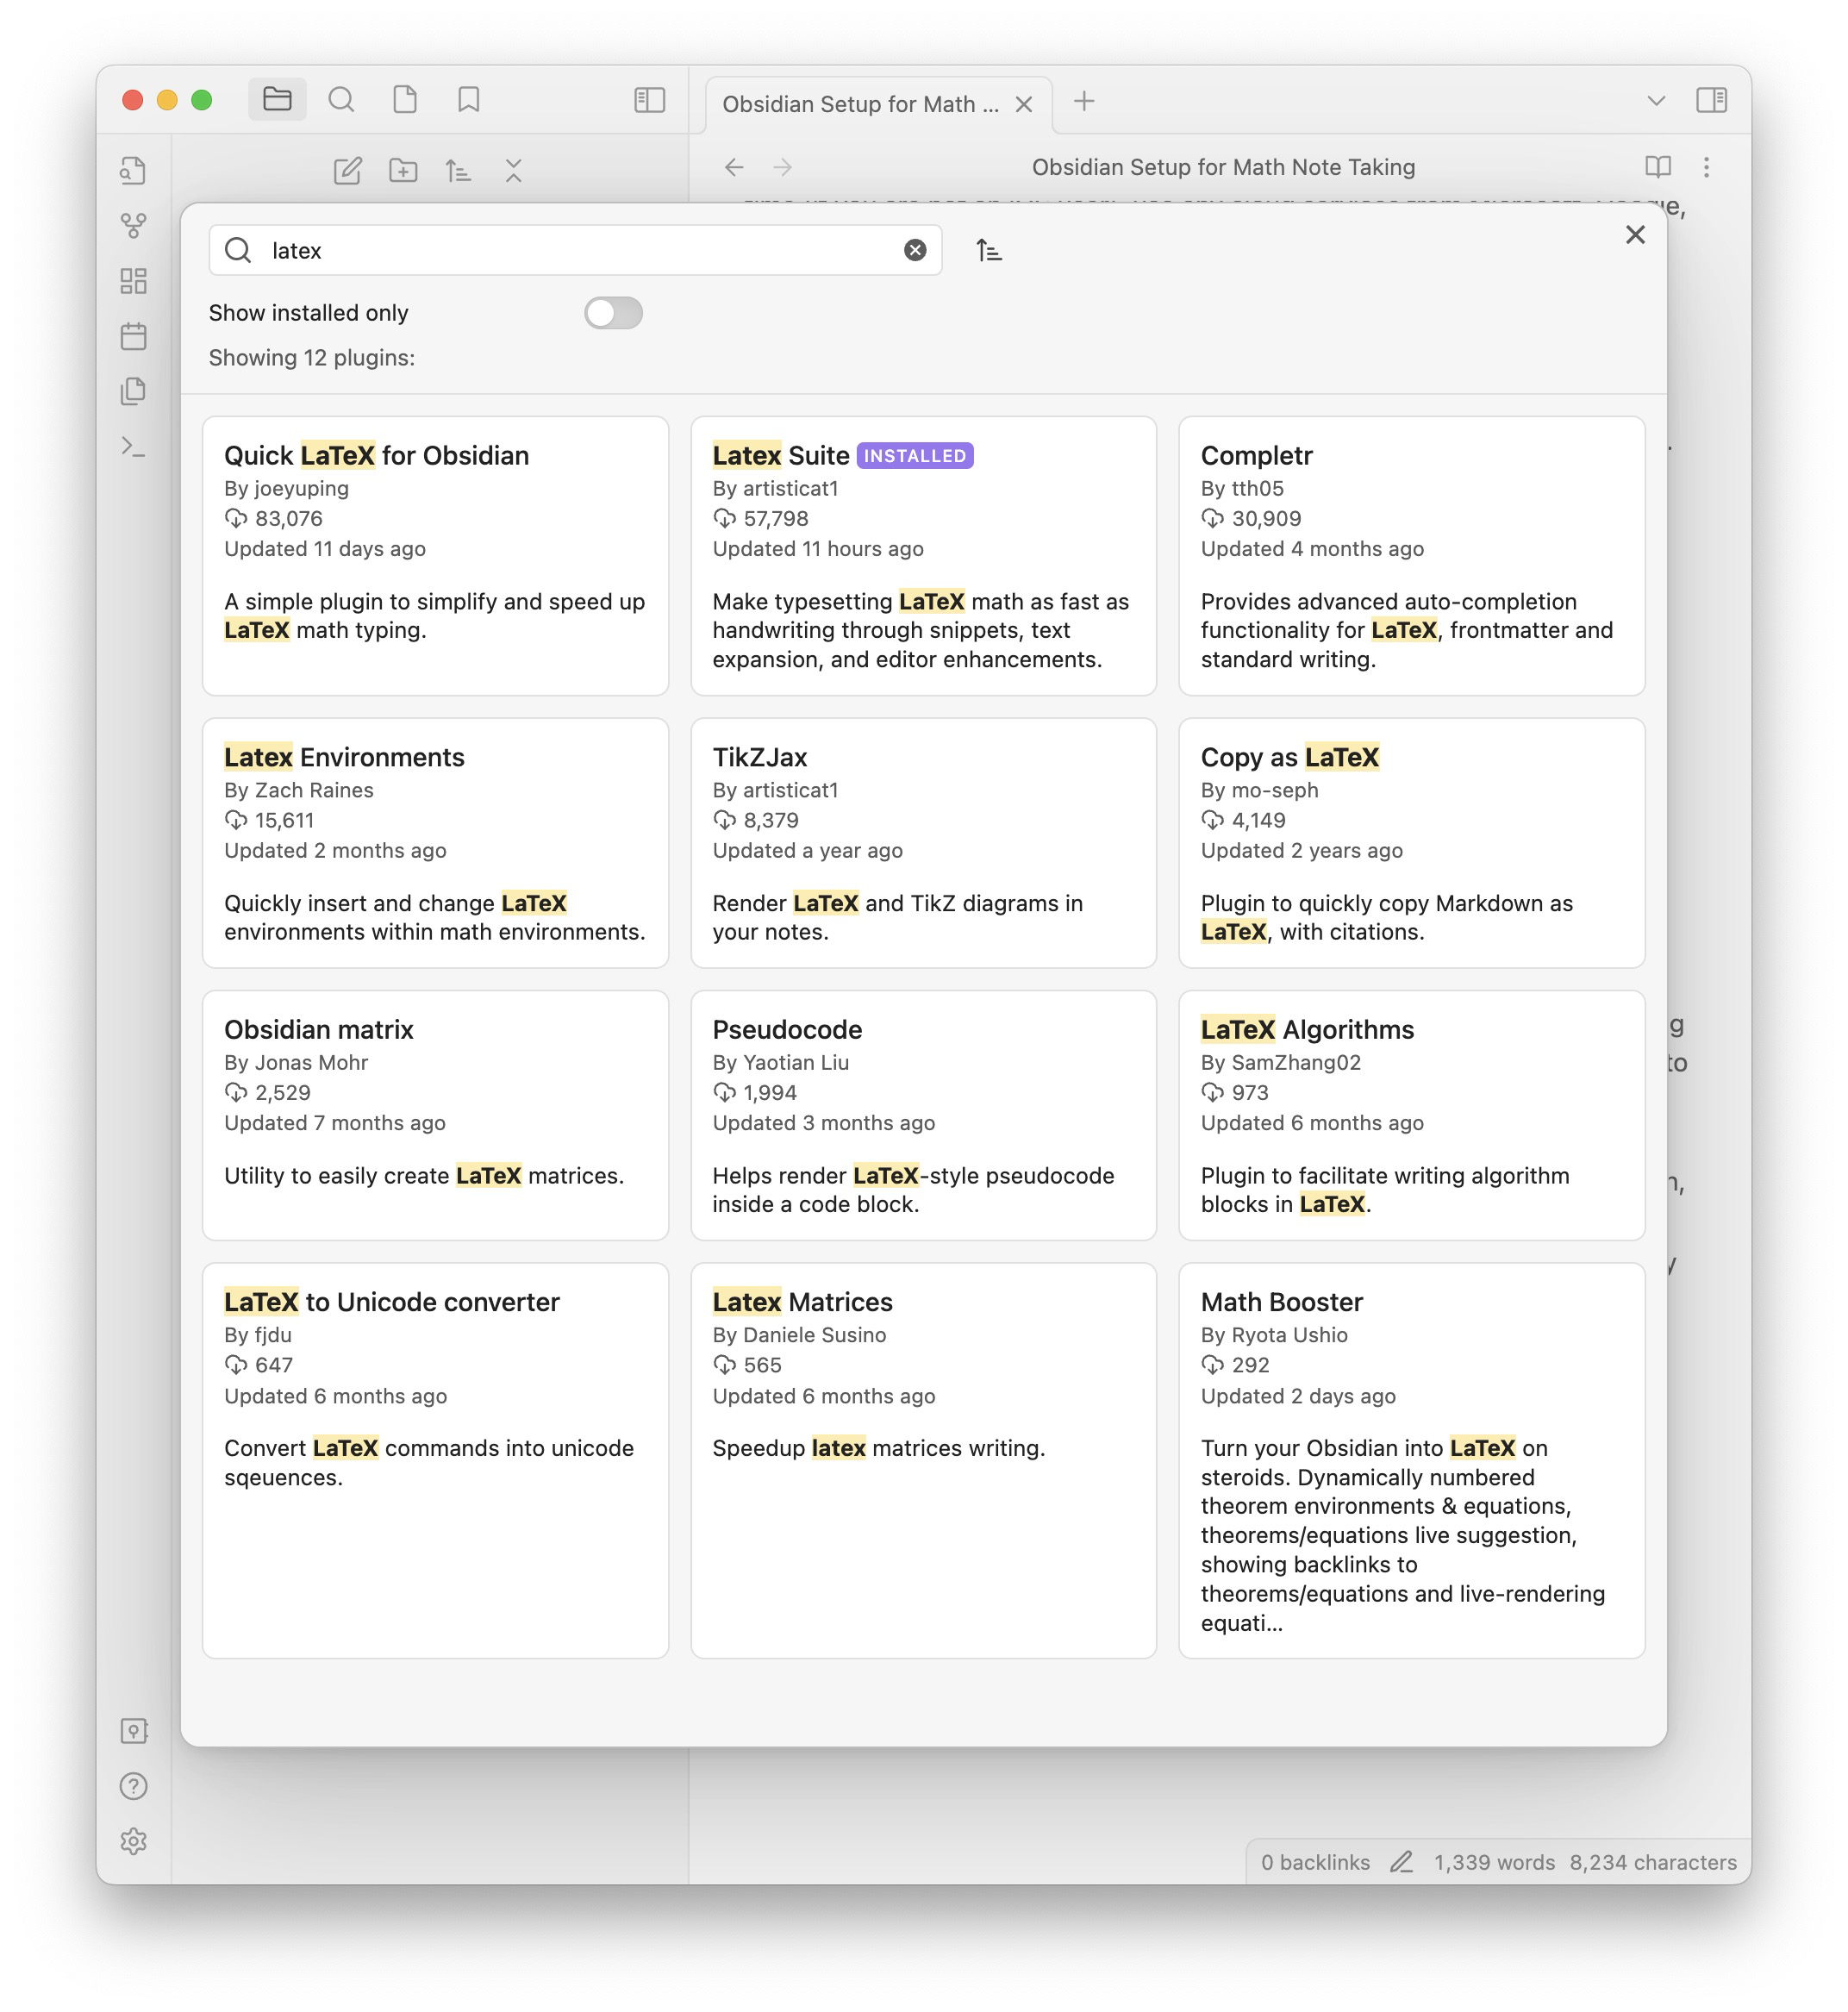 Obsidian Setup for Math ...
Obsidian Setup for Math Note Taking
latex
Show installed only
Showing 12 plugins:
Quick LaTeX for Obsidian
By joeyuping
83,076
Updated 11 days ago
A simple plugin to simplify and speed up
LaTeX math typing.
Latex Suite INSTALLED
By artisticat1
57,798
Updated 11 hours ago
Make typesetting LaTeX math as fast as
handwriting through snippets, text
expansion, and editor enhancements.
Completr
By tth05
30,909
Updated 4 months ago
Provides advanced auto-completion
functionality for LaTeX, frontmatter and
standard writing.
Latex Environments
By Zach Raines
15,611
Updated 2 months ago
Quickly insert and change LaTeX
environments within math environments.
TikZJax
By artisticat1
8,379
Updated a year ago
Render LaTeX and TikZ diagrams in
your notes.
Copy as LaTeX
By mo-seph
4,149
Updated 2 years ago
Plugin to quickly copy Markdown as
LaTeX, with citations.
Obsidian matrix
By Jonas Mohr
2,529
Updated 7 months ago
Utility to easily create LaTeX matrices.
Pseudocode
By Yaotian Liu
1,994
Updated 3 months ago
Helps render LaTeX-style pseudocode
inside a code block.
LaTeX Algorithms
By SamZhang02
973
Updated 6 months ago
Plugin to facilitate writing algorithm
blocks in LaTeX.
LaTeX to Unicode converter
By fjdu
647
Updated 6 months ago
Convert LaTeX commands into unicode
sqeuences.
Latex Matrices
By Daniele Susino
565
Updated 6 months ago
Speedup latex matrices writing.
Math Booster
By Ryota Ushio
292
Updated 2 days ago
Turn your Obsidian into LaTeX on
steroids. Dynamically numbered
theorem environments & equations,
theorems/equations live suggestion,
showing backlinks to
theorems/equations and live-rendering
equati...
to
0 backlinks 1,339 words 8,234 characters